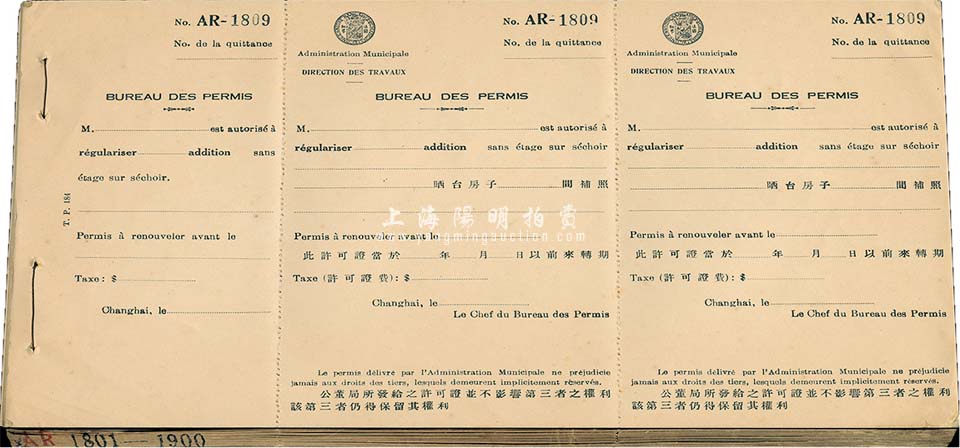 No. AR-1809
No. de la quittance
BUREAU DES PERMIS
M. est autorisé à
régulariser addition sans
étage sur séchoir.
T. P. 184
Permis à renouveler avant le
Taxe: $
Changhai, le
No. AR-1809
No. de la quittance
Administration Municipale
DIRECTION DES TRAVAUX
BUREAU DES PERMIS
M. est autorisé à
régulariser addition sans étage sur séchoir
晒台房子 間補照
Permis à renouveler avant le
此許可證當於 年 月 日以前來轉期
Taxe (許可證費): $
Changhai, le
Le Chef du Bureau des Permis
Le permis délivré par l'Administration Municipale ne préjudicie
jamais aux droits des tiers, lesquels demeurent implicitement réservés.
公董局所發給之許可證並不影響第三者之權利
該第三者仍得保留其權利
No. AR-1809
No. de la quittance
Administration Municipale
DIRECTION DES TRAVAUX
BUREAU DES PERMIS
M. est autorisé à
régulariser addition sans étage sur séchoir
晒台房子 間補照
Permis à renouveler avant le
此許可證當於 年 月 日以前來轉期
Taxe (許可證費): $
Changhai, le
Le Chef du Bureau des Permis
Le permis délivré par l'Administration Municipale ne préjudicie
jamais aux droits des tiers, lesquels demeurent implicitement réservés.
公董局所發給之許可證並不影響第三者之權利
該第三者仍得保留其權利
上海陽明拍賣
AR 1801 — 1900